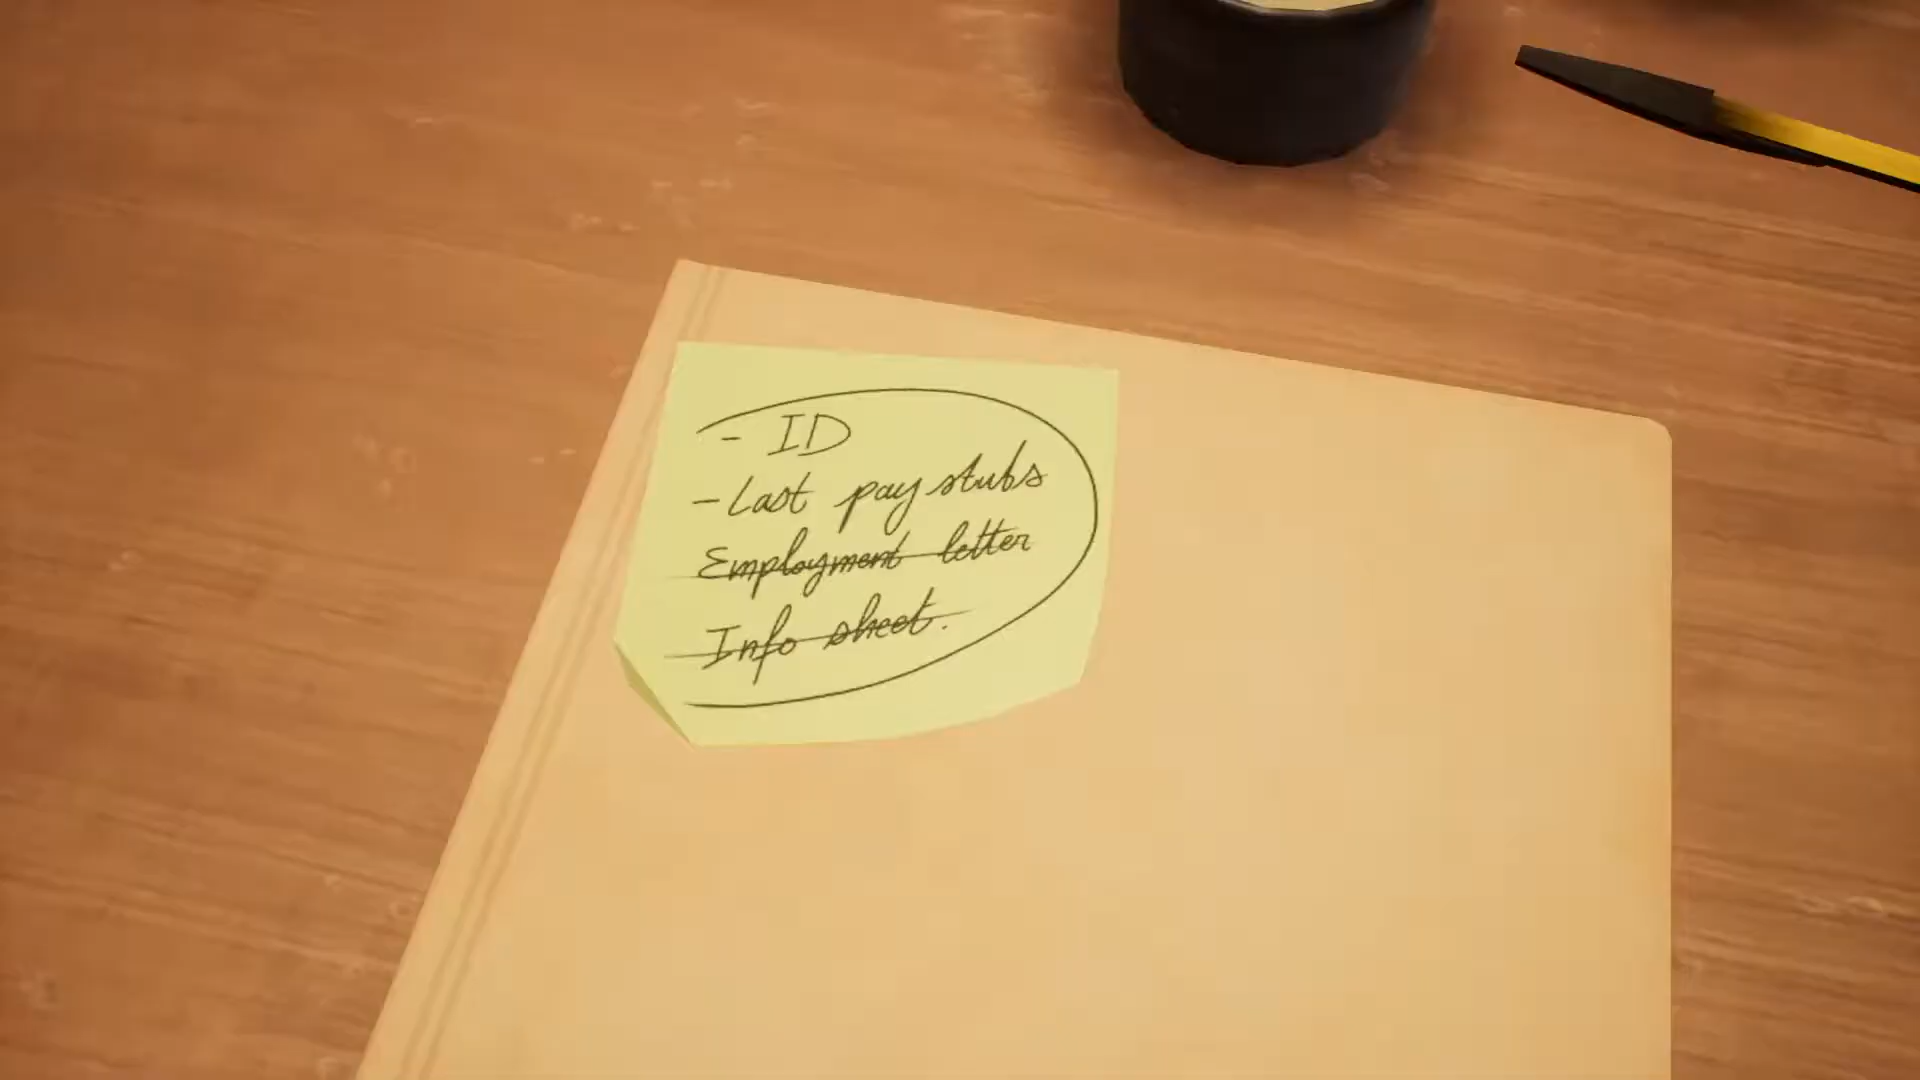 - ID
- Last pay stubs
Employment letter
Info sheet.